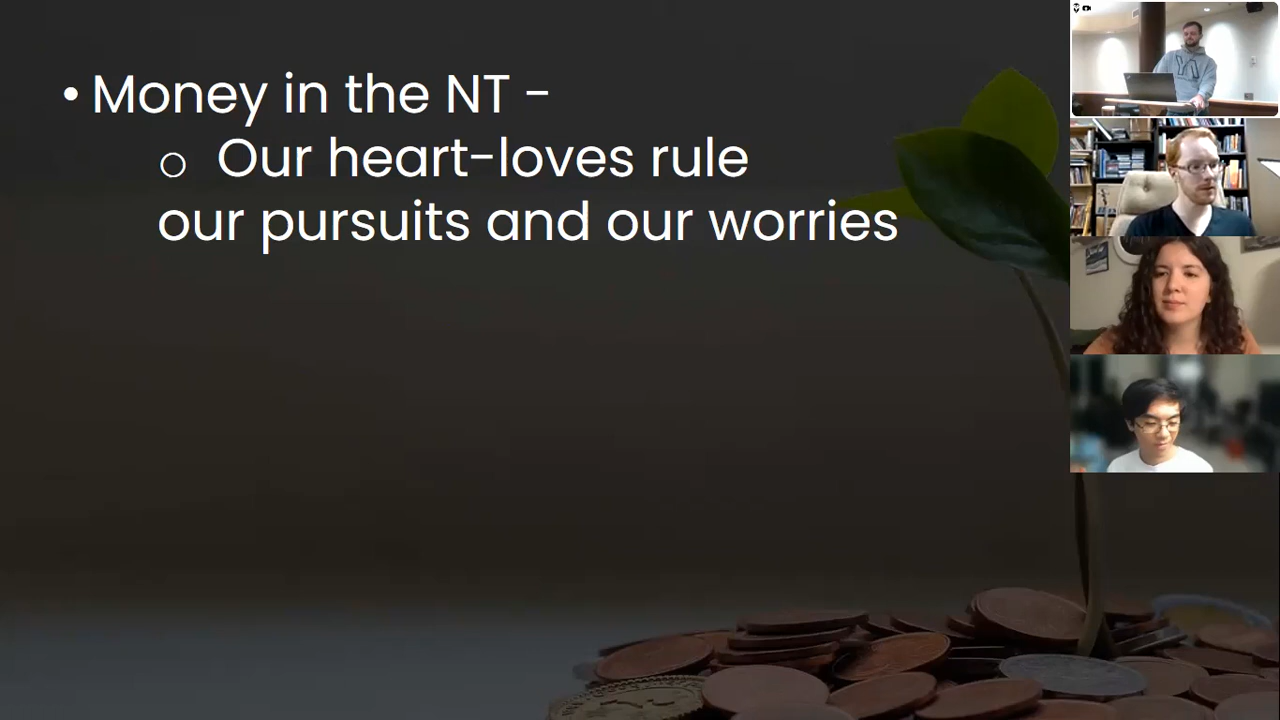 • Money in the NT -
o Our heart-loves rule
our pursuits and our worries